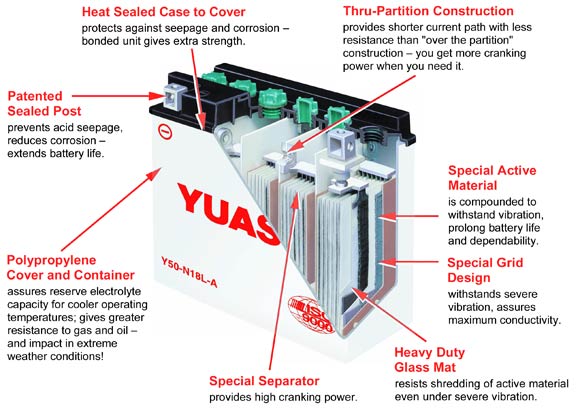 Heat Sealed Case to Cover
protects against seepage and corrosion –
bonded unit gives extra strength.
Thru-Partition Construction
provides shorter current path with less
resistance than "over the partition"
construction – you get more cranking
power when you need it.
Patented
Sealed Post
prevents acid seepage,
reduces corrosion –
extends battery life.
Special Active
Material
is compounded to
withstand vibration,
prolong battery life
and dependability.
YUAS
Y50-N18L-A
ISO
9000
Polypropylene
Cover and Container
assures reserve electrolyte
capacity for cooler operating
temperatures; gives greater
resistance to gas and oil –
and impact in extreme
weather conditions!
Special Grid
Design
withstands severe
vibration, assures
maximum conductivity.
Special Separator
provides high cranking power.
Heavy Duty
Glass Mat
resists shredding of active material
even under severe vibration.